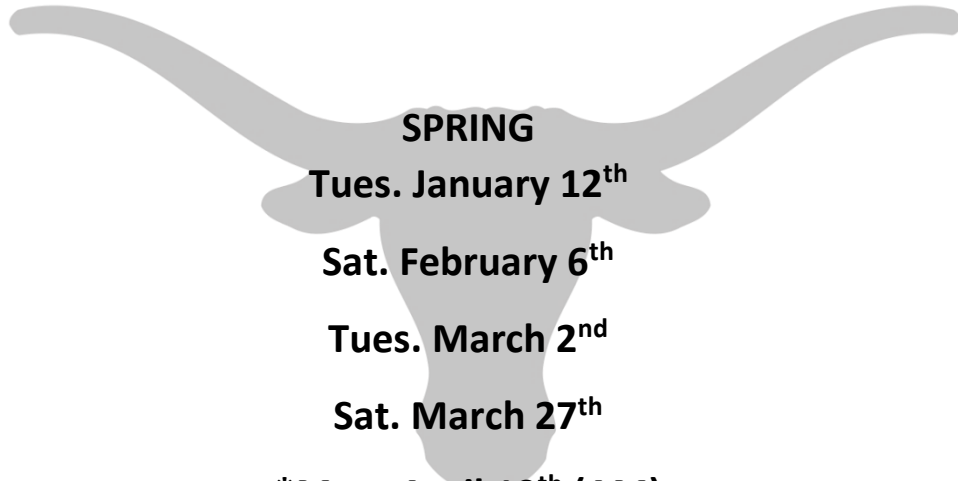 SPRING
Tues. January 12th
Sat. February 6th
Tues. March 2nd
Sat. March 27th